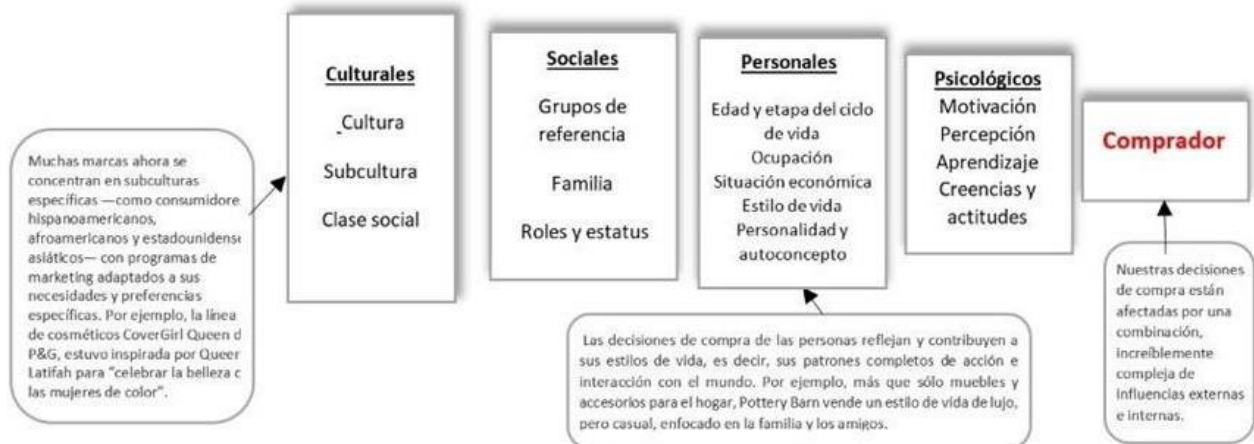 Culturales
_Cultura
Subcultura
Clase social
Sociales
Grupos de
referencia
Familia
Roles y estatus
Personales
Edad y etapa del ciclo
de vida
Ocupación
Situación económica
Estilo de vida
Personalidad y
autoconcepto
Psicológicos
Motivación
Percepción
Aprendizaje
Creencias y
actitudes
Comprador
Muchas marcas ahora se
concentran en subculturas
específicas —como consumidore
hispanoamericanos,
afroamericanos y estadounidense
asiáticos— con programas de
marketing adaptados a sus
necesidades y preferencias
específicas. Por ejemplo, la línea
de cosméticos CoverGirl Queen d
P&G, estuvo inspirada por Queer
Latifah para "celebrar la belleza c
las mujeres de color".
Las decisiones de compra de las personas reflejan y contribuyen a
sus estilos de vida, es decir, sus patrones completos de acción e
interacción con el mundo. Por ejemplo, más que sólo muebles y
accesorios para el hogar, Pottery Barn vende un estilo de vida de lujo,
pero casual, enfocado en la familia y los amigos.
Nuestras decisiones
de compra están
afectadas por una
combinación,
increíblemente
compleja de
influencias externas
e internas.